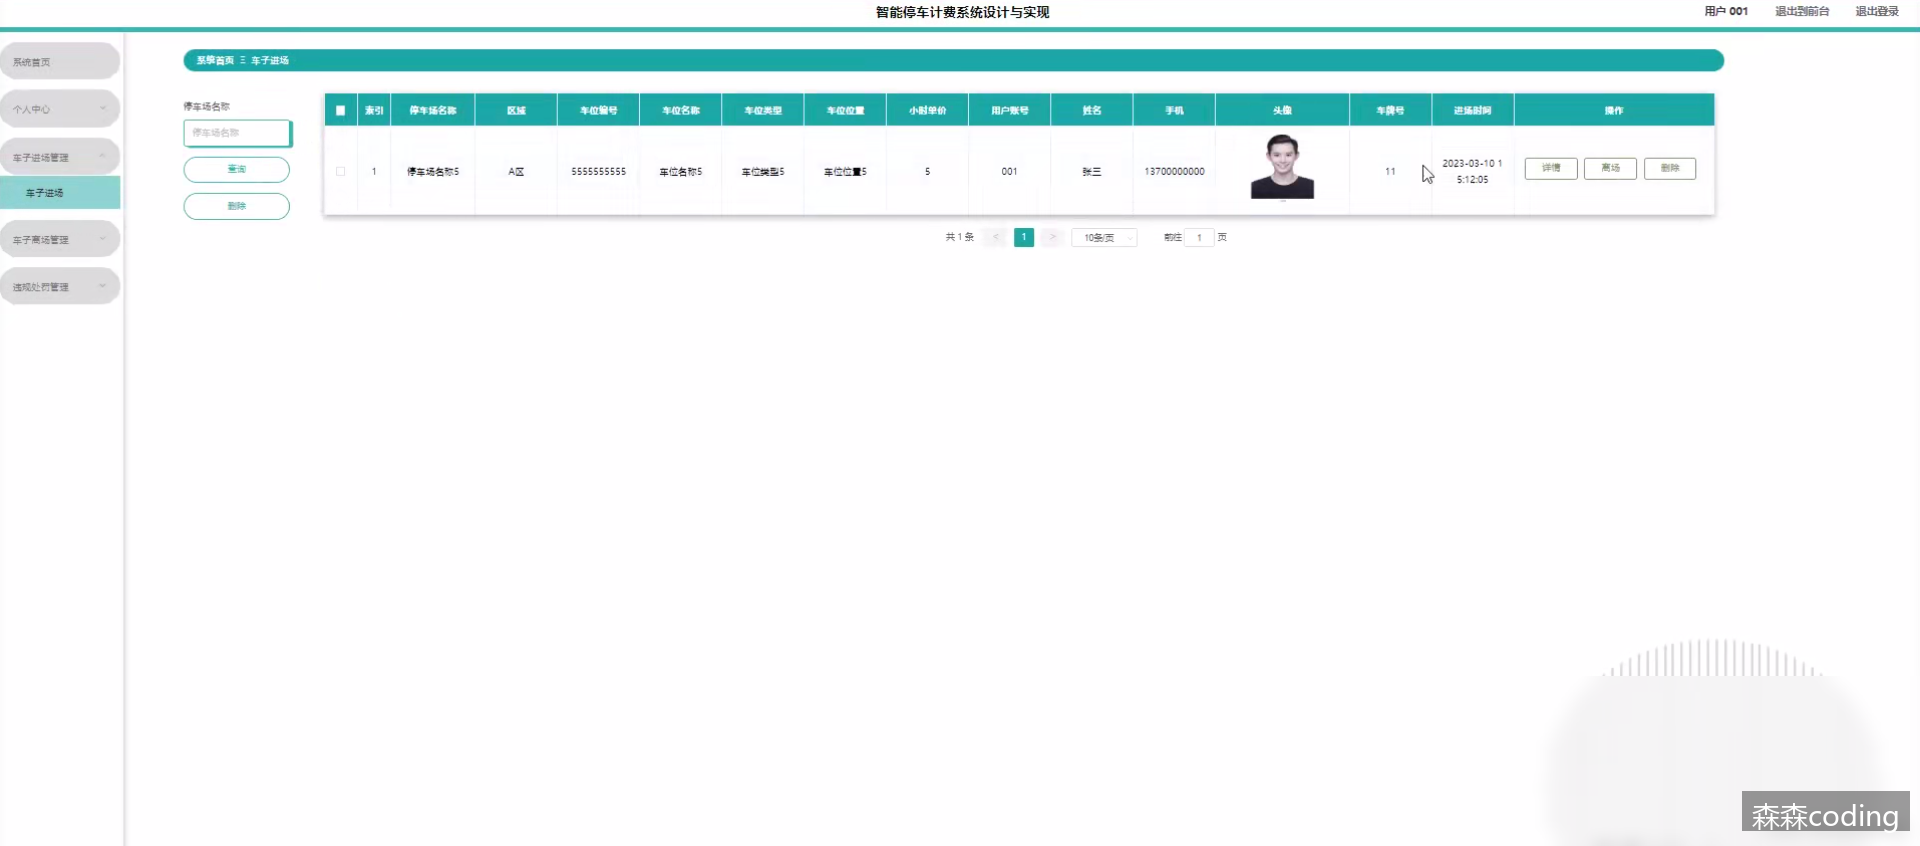 智能停车计费系统设计与实现
用户 001 退出到前台 退出登录
系统首页
个人中心
车子进场管理
车子进场
车子离场管理
违规处罚管理
系统首页 Ξ 车子进场
停车场名称
停车场名称
查询
删除
索引 停车场名称 区域 车位编号 车位名称 车位类型 车位位置 小时单价 用户账号 姓名 手机 头像 车牌号 进场时间 操作
1 停车场名称5 A区 5555555555 车位名称5 车位类型5 车位位置5 5 001 张三 13700000000 11 2023-03-10 1
5:12:05
详情 离场 删除
共 1 条 < 1 > 10条/页 前往 1 页
森森coding